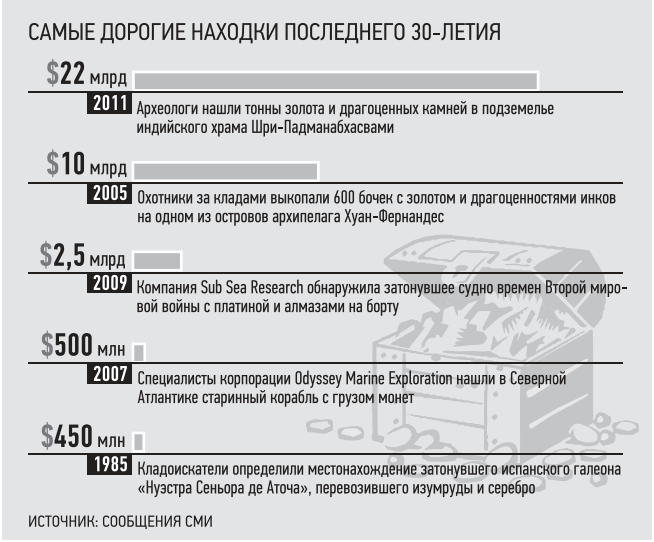 САМЫЕ ДОРОГИЕ НАХОДКИ ПОСЛЕДНЕГО 30-ЛЕТИЯ
$22 млрд
2011 Археологи нашли тонны золота и драгоценных камней в подземелье
индийского храма Шри-Падманабхасвами
$10 млрд
2005 Охотники за кладами выкопали 600 бочек с золотом и драгоценностями инков
на одном из островов архипелага Хуан-Фернандес
$2,5 млрд
2009 Компания Sub Sea Research обнаружила затонувшее судно времен Второй миро-
вой войны с платиной и алмазами на борту
$500 млн
2007 Специалисты корпорации Odyssey Marine Exploration нашли в Северной
Атлантике старинный корабль с грузом монет
$450 млн
1985 Кладоискатели определили местонахождение затонувшего испанского галеона
«Нуэстра Сеньора де Аточа», перевозившего изумруды и серебро
ИСТОЧНИК: СООБЩЕНИЯ СМИ